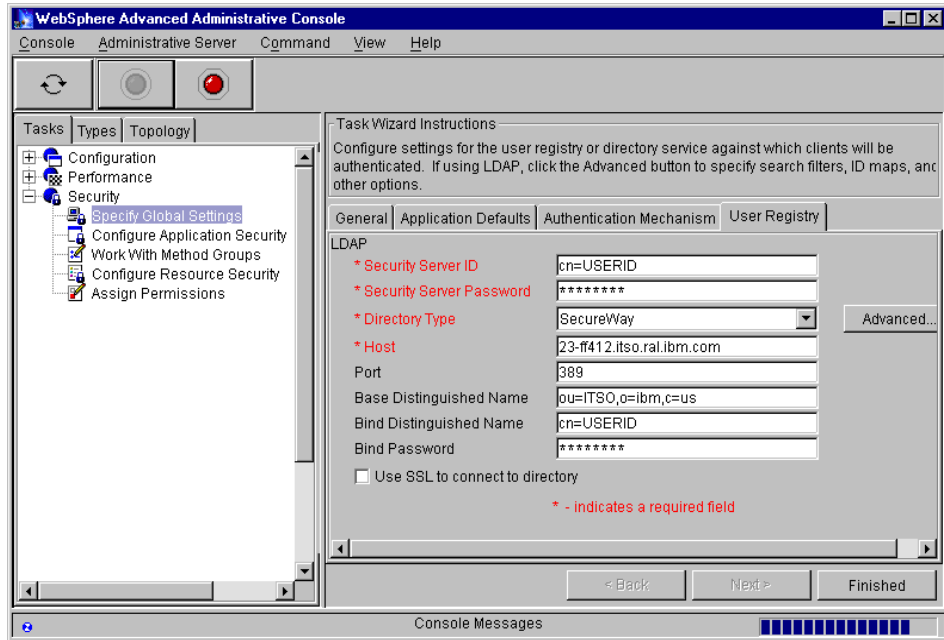 WebSphere Advanced Administrative Console
Console Administrative Server Command View Help
Tasks Types Topology
Configuration
Performance
Security
Specify Global Settings
Configure Application Security
Work With Method Groups
Configure Resource Security
Assign Permissions
Task Wizard Instructions
Configure settings for the user registry or directory service against which clients will be
authenticated. If using LDAP, click the Advanced button to specify search filters, ID maps, and
other options.
General Application Defaults Authentication Mechanism User Registry
LDAP
* Security Server ID cn=USERID
* Security Server Password ********
* Directory Type SecureWay Advanced...
* Host 23-ff412.itso.ral.ibm.com
Port 389
Base Distinguished Name ou=ITSO,o=ibm,c=us
Bind Distinguished Name cn=USERID
Bind Password ********
Use SSL to connect to directory
* - indicates a required field
< Back Next > Finished
Console Messages